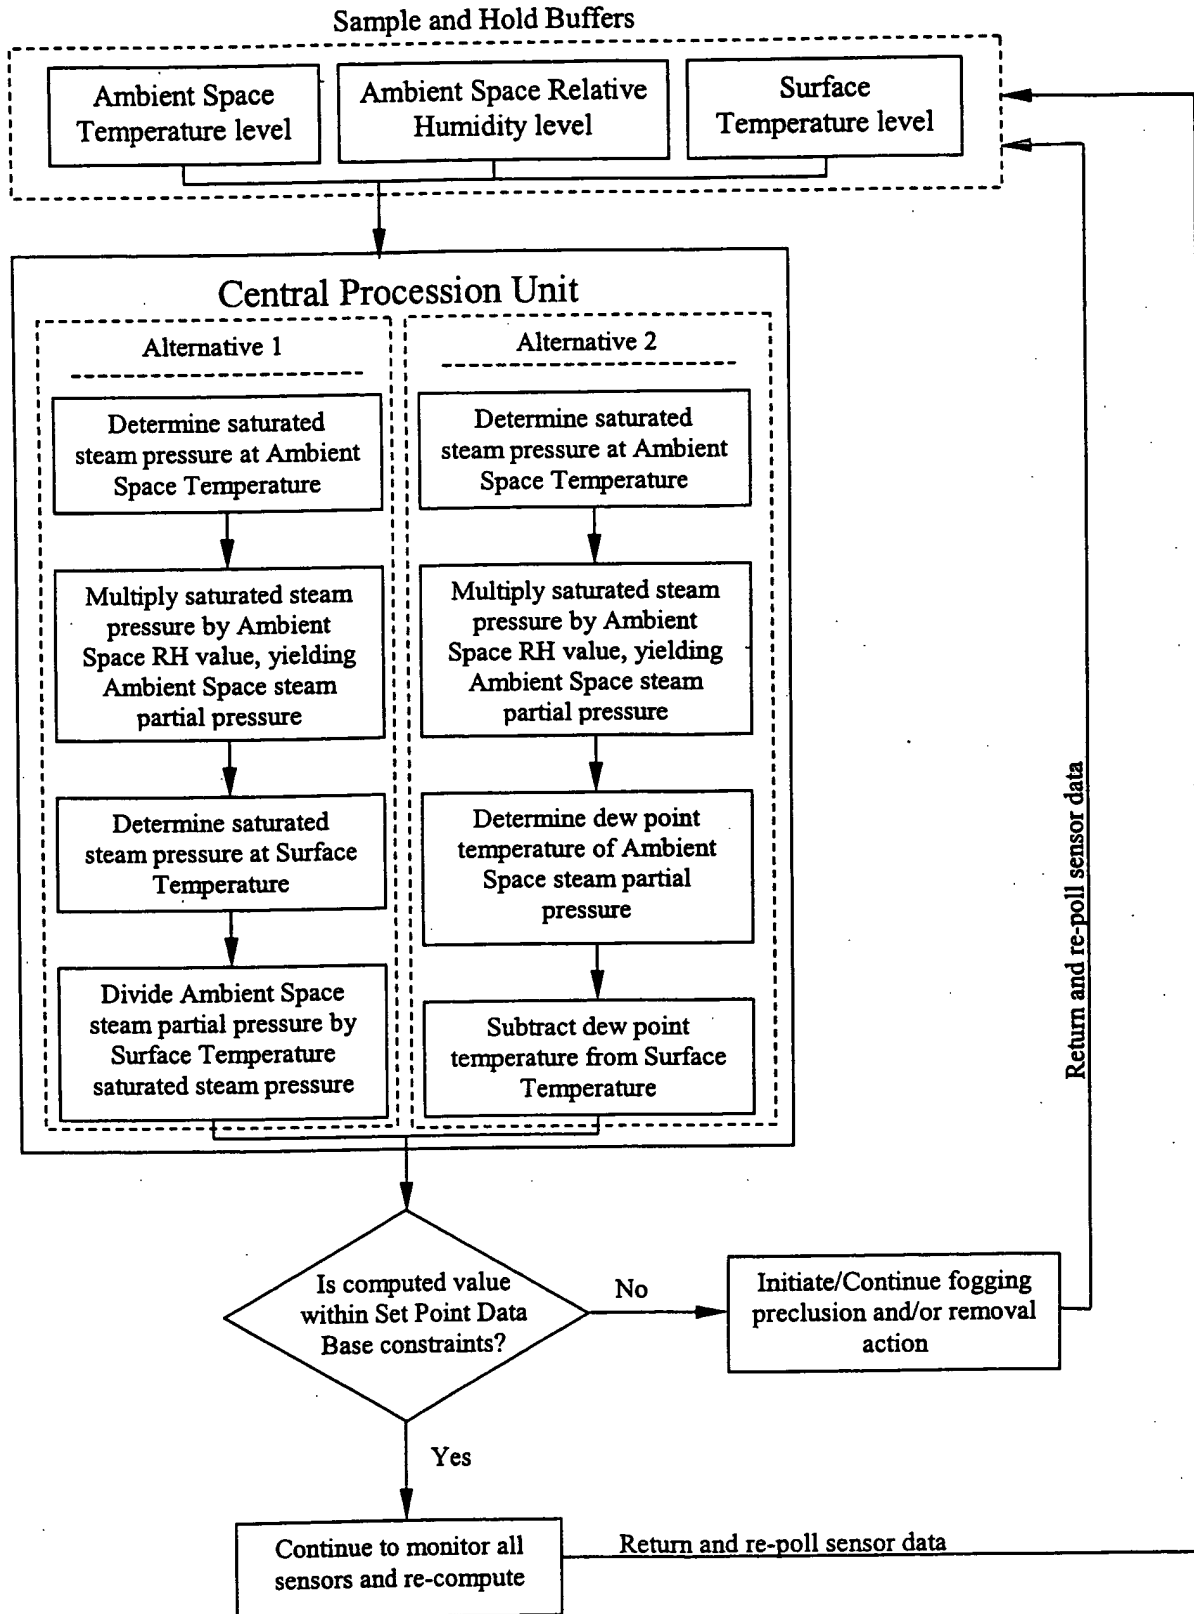 Sample and Hold Buffers
Ambient Space
Temperature level
Ambient Space Relative
Humidity level
Surface
Temperature level
Central Procession Unit
Alternative 1
Determine saturated
steam pressure at Ambient
Space Temperature
Multiply saturated steam
pressure by Ambient
Space RH value, yielding
Ambient Space steam
partial pressure
Determine saturated
steam pressure at Surface
Temperature
Divide Ambient Space
steam partial pressure by
Surface Temperature
saturated steam pressure
Alternative 2
Determine saturated
steam pressure at Ambient
Space Temperature
Multiply saturated steam
pressure by Ambient
Space RH value, yielding
Ambient Space steam
partial pressure
Determine dew point
temperature of Ambient
Space steam partial
pressure
Subtract dew point
temperature from Surface
Temperature
Is computed value
within Set Point Data
Base constraints?
No
Initiate/Continue fogging
preclusion and/or removal
action
Return and re-poll sensor data
Yes
Continue to monitor all
sensors and re-compute
Return and re-poll sensor data